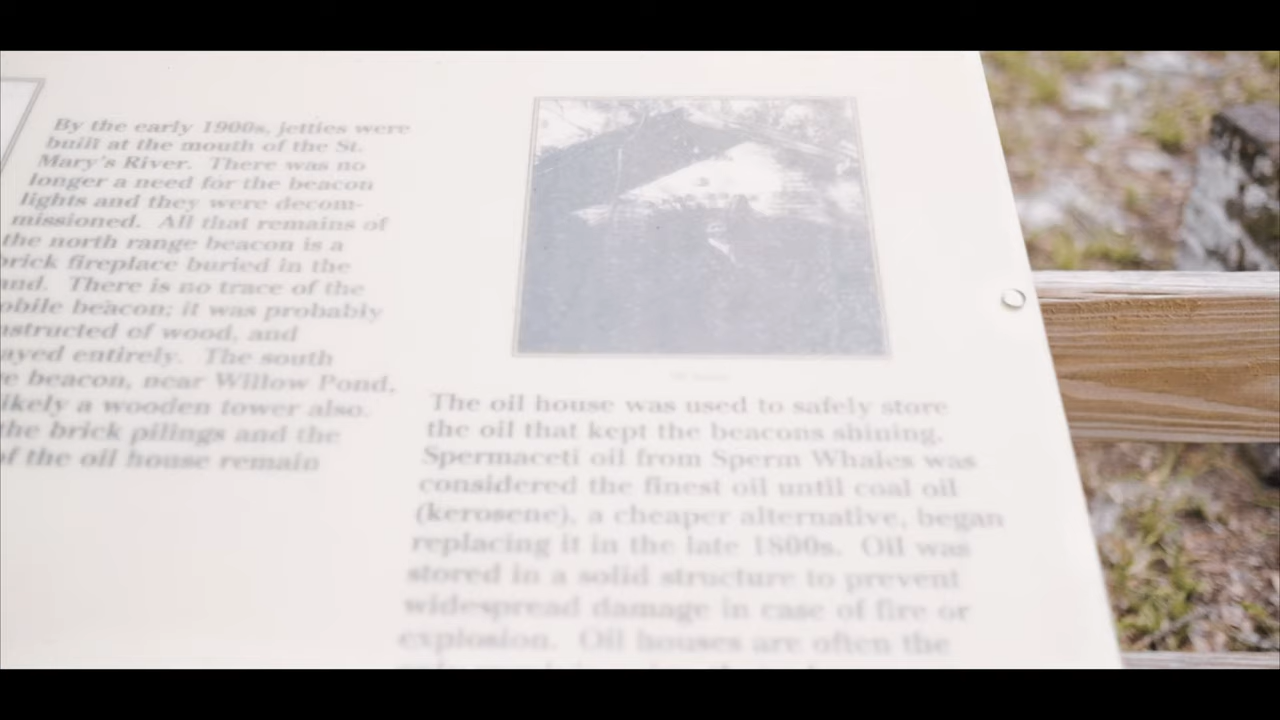 By the early 1900s, jetties were
built at the mouth of the St.
Mary's River. There was no
longer a need for the beacon
lights and they were decom-
missioned. All that remains of
the north range beacon is a
brick fireplace buried in the
and. There is no trace of the
obile beacon; it was probably
nstructed of wood, and
ayed entirely. The south
e beacon, near Willow Pond,
likely a wooden tower also.
the brick pilings and the
of the oil house remain
The oil house was used to safely store
the oil that kept the beacons shining.
Spermaceti oil from Sperm Whales was
considered the finest oil until coal oil
(kerosene), a cheaper alternative, began
replacing it in the late 1800s. Oil was
stored in a solid structure to prevent
widespread damage in case of fire or
explosion. Oil houses are often the